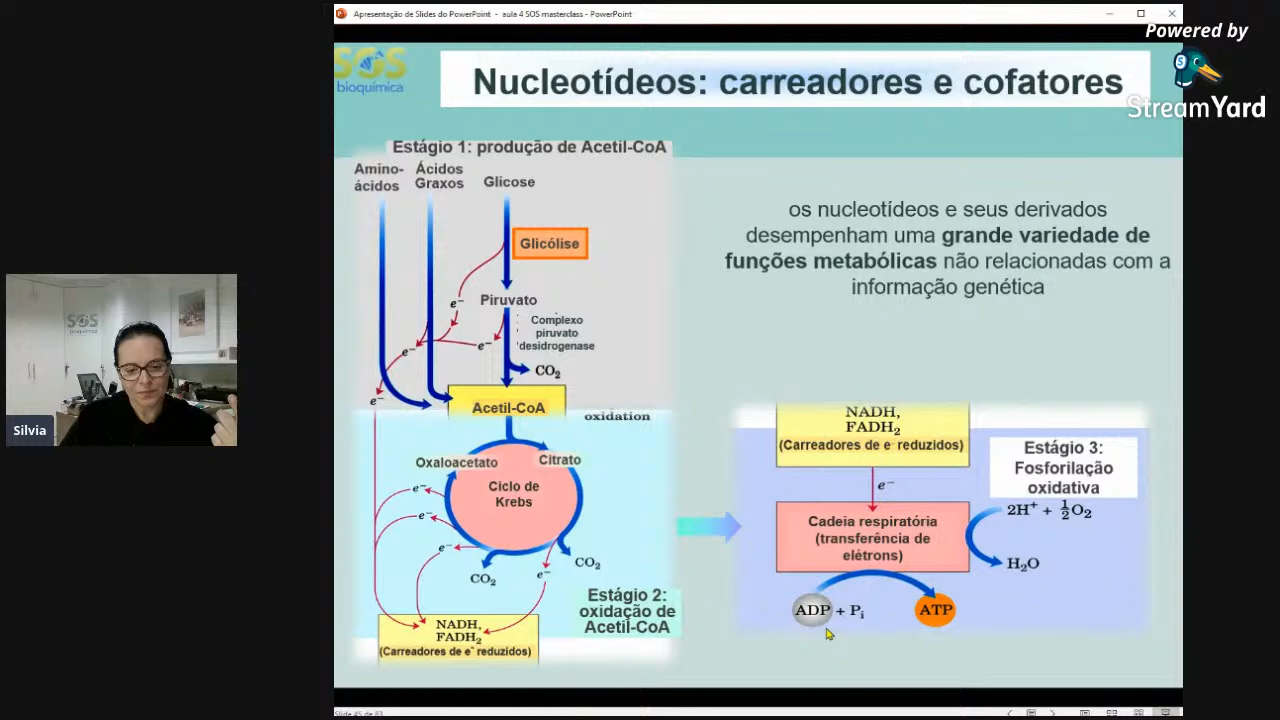 Apresentação de Slides do PowerPoint - aula 4 SOS masterclass - PowerPoint
Powered by
StreamYard
SOS
bioquímica
Nucleotídeos: carreadores e cofatores
Estágio 1: produção de Acetil-CoA
Amino-
ácidos
Ácidos
Graxos
Glicose
Glicólise
e⁻
Piruvato
Complexo
piruvato
desidrogenase
e⁻
e⁻
CO₂
e⁻
Acetil-CoA
oxidation
Oxaloacetato
Citrato
Ciclo de
Krebs
e⁻
e⁻
e⁻
e⁻
CO₂
CO₂
Estágio 2:
oxidação de
Acetil-CoA
NADH,
FADH₂
(Carreadores de e⁻ reduzidos)
os nucleotídeos e seus derivados
desempenham uma grande variedade de
funções metabólicas não relacionadas com a
informação genética
NADH,
FADH₂
(Carreadores de e⁻ reduzidos)
e⁻
Estágio 3:
Fosforilação
oxidativa
Cadeia respiratória
(transferência de
elétrons)
2H⁺ + ½O₂
H₂O
ADP + Pᵢ
ATP
SOS
bioquímica
Silvia
Slide 45 de 83